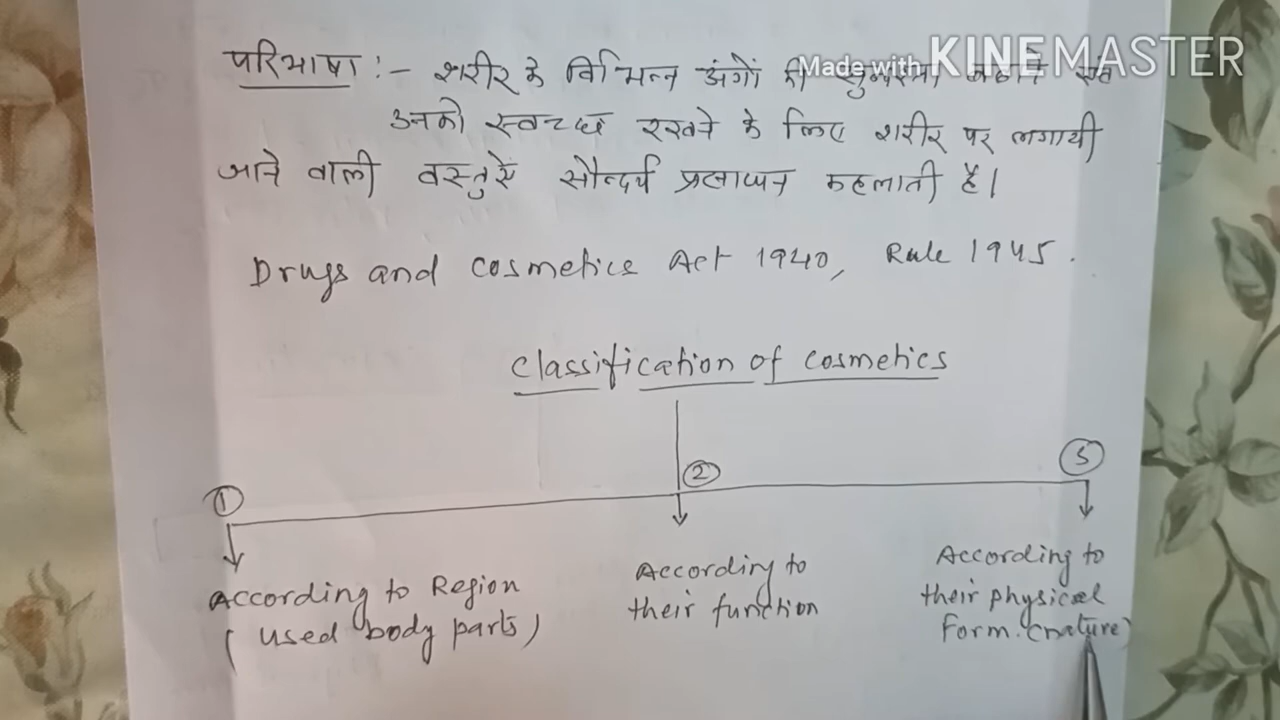 Made with KINEMASTER
परिभाषा :- शरीर के विभिन्न अंगों की
उनको स्वच्छ रखने के लिए शरीर पर लगायी
जाने वाली वस्तुऐं सौन्दर्य प्रसाधन कहलाती हैं।
Drugs and cosmetics Act 1940, Rule 1945.
Classification of cosmetics
① ② ③
According to Region
(used body parts)
According to
their function
According to
their physical
form. (nature)